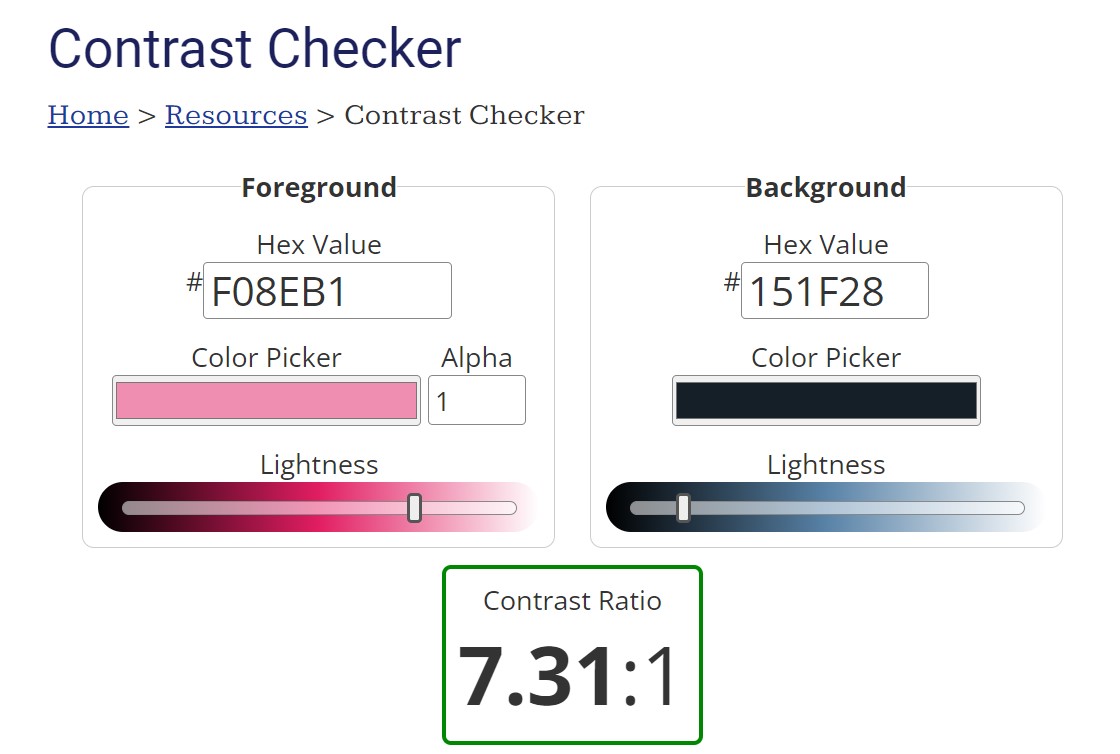 Contrast Checker
Home > Resources > Contrast Checker
Foreground
Hex Value
# F08EB1
Color Picker Alpha
1
Lightness
Background
Hex Value
# 151F28
Color Picker
Lightness
Contrast Ratio
7.31:1